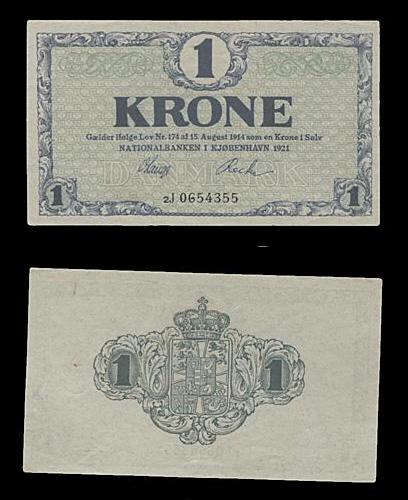 1
KRONE
Gælder ifølge Lov Nr. 174 af 15. August 1914 som en Krone i Sølv
NATIONALBANKEN I KJØBENHAVN 1921
DANMARK
1 2J 0654355 1
1 1